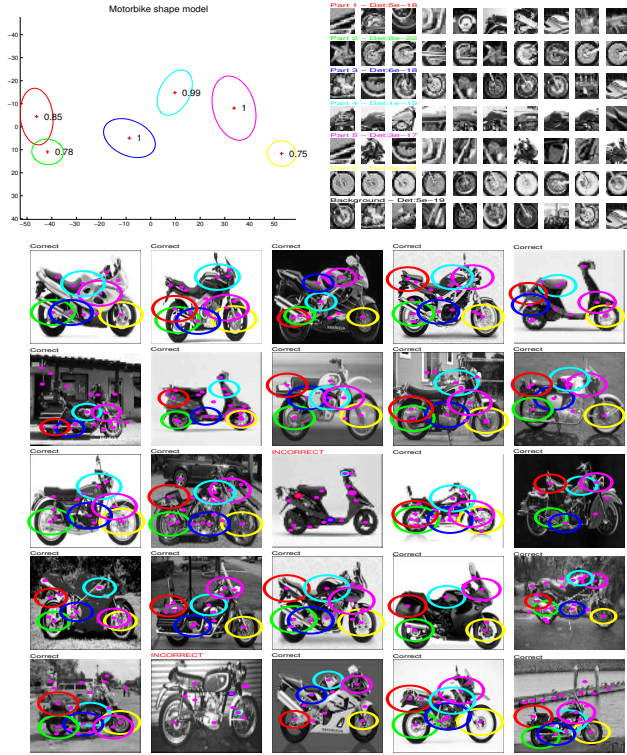 Motorbike shape model
−40
−30
−20
−10
0
10
20
30
40
−50 −40 −30 −20 −10 0 10 20 30 40 50
0.85
0.78
1
0.99
1
0.75
Part 1 − Det:5e−18
Part 2 − Det:8e−22
Part 3 − Det:6e−18
Part 4 − Det:1e−19
Part 5 − Det:3e−17
Background − Det:5e−19
Correct Correct Correct Correct Correct
Correct Correct Correct Correct Correct
Correct Correct INCORRECT Correct Correct
Correct Correct Correct Correct Correct
Correct INCORRECT Correct Correct Correct